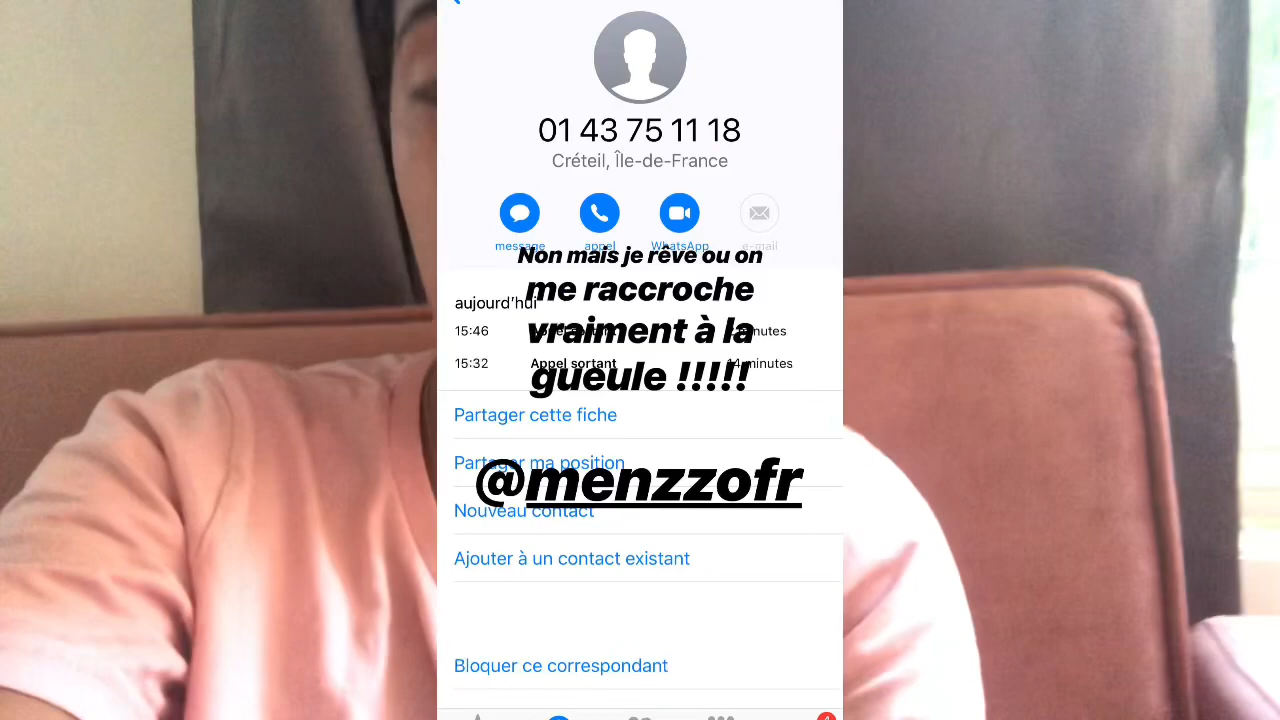 01 43 75 11 18
Créteil, Île-de-France
message appel WhatsApp e-mail
Non mais je rêve ou on
me raccroche
vraiment à la
gueule !!!!!
aujourd'hui
15:46 minutes
15:32 Appel sortant 14 minutes
Partager cette fiche
Partager ma position
@menzzofr
Nouveau contact
Ajouter à un contact existant
Bloquer ce correspondant